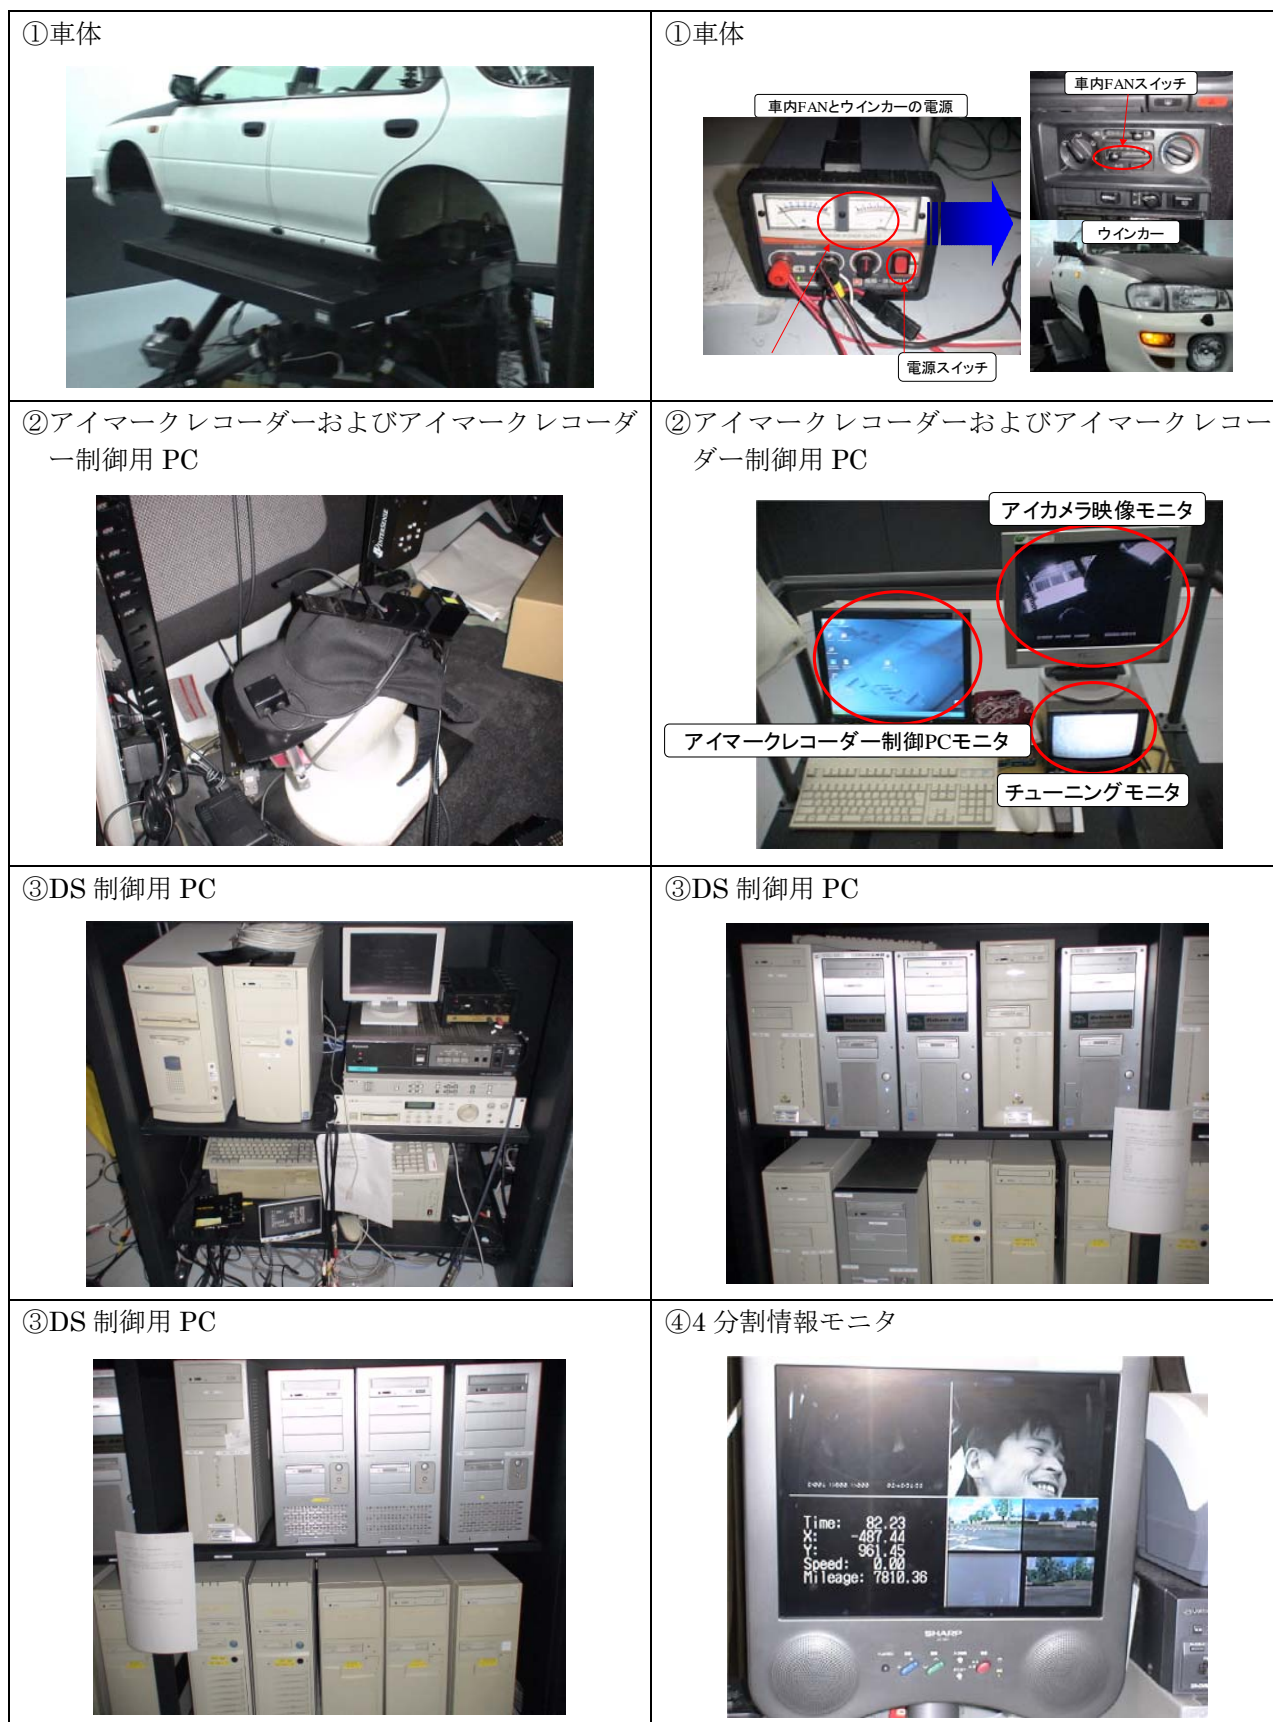 ①車体
①車体
車内FANとウインカーの電源
車内FANスイッチ
ウインカー
電源スイッチ
②アイマークレコーダーおよびアイマークレコーダ
ー制御用 PC
②アイマークレコーダーおよびアイマークレコー
ダー制御用 PC
INTERSENSE
アイカメラ映像モニタ
アイマークレコーダー制御PCモニタ
チューニングモニタ
③DS 制御用 PC
③DS 制御用 PC
③DS 制御用 PC
④4 分割情報モニタ
Time: 82.23
X: -487.44
Y: 961.45
Speed: 0.00
Mileage: 7810.36
SHARP